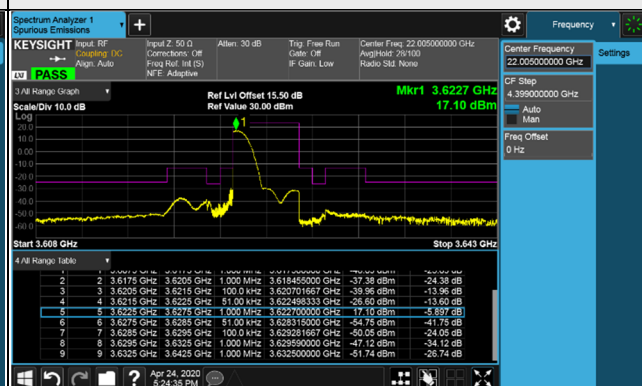 Spectrum Analyzer 1
Spurious Emissions
Frequency
KEYSIGHT
Input: RF
Coupling: DC
Align: Auto
Input Z: 50 Ω
Corrections: Off
Freq Ref: Int (S)
NFE: Adaptive
Atten: 30 dB
Trig: Free Run
Gate: Off
IF Gain: Low
Center Freq: 22.005000000 GHz
Avg|Hold: 28/100
Radio Std: None
LXI
PASS
Center Frequency
22.005000000 GHz
Settings
CF Step
4.399000000 GHz
Auto
Man
Freq Offset
0 Hz
3 All Range Graph
Scale/Div 10.0 dB
Ref Lvl Offset 15.50 dB
Ref Value 30.00 dBm
Mkr1 3.6227 GHz
17.10 dBm
Log
20.0
10.0
0.00
-10.0
-20.0
-30.0
-40.0
-50.0
-60.0
1
Start 3.608 GHz
Stop 3.643 GHz
4 All Range Table
2 2 3.6175 GHz 3.6205 GHz 1.000 MHz 3.618455000 GHz -37.38 dBm -24.38 dB
3 3 3.6205 GHz 3.6215 GHz 100.0 kHz 3.620701667 GHz -39.96 dBm -13.96 dB
4 4 3.6215 GHz 3.6225 GHz 51.00 kHz 3.622498333 GHz -26.60 dBm -13.60 dB
5 5 3.6225 GHz 3.6275 GHz 1.000 MHz 3.622700000 GHz 17.10 dBm -5.897 dB
6 6 3.6275 GHz 3.6285 GHz 51.00 kHz 3.628315000 GHz -54.75 dBm -41.75 dB
7 7 3.6285 GHz 3.6295 GHz 100.0 kHz 3.629281667 GHz -50.05 dBm -24.05 dB
8 8 3.6295 GHz 3.6325 GHz 1.000 MHz 3.629590000 GHz -47.12 dBm -34.12 dB
9 9 3.6325 GHz 3.6425 GHz 1.000 MHz 3.632500000 GHz -51.74 dBm -26.74 dB
Apr 24, 2020
5:24:35 PM